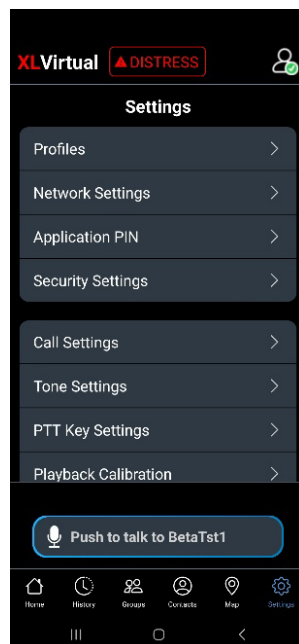 XLVirtual DISTRESS
Settings
Profiles
Network Settings
Application PIN
Security Settings
Call Settings
Tone Settings
PTT Key Settings
Playback Calibration
Push to talk to BetaTst1
Home History Groups Contacts Map Settings